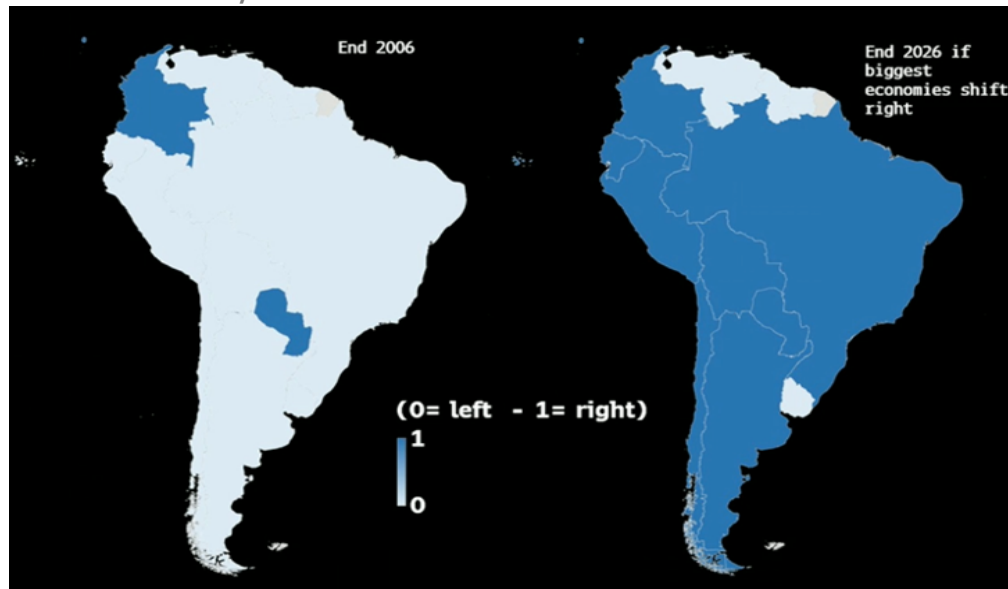 End 2006
End 2026 if
biggest
economies shift
right
(0= left - 1= right)
1
0